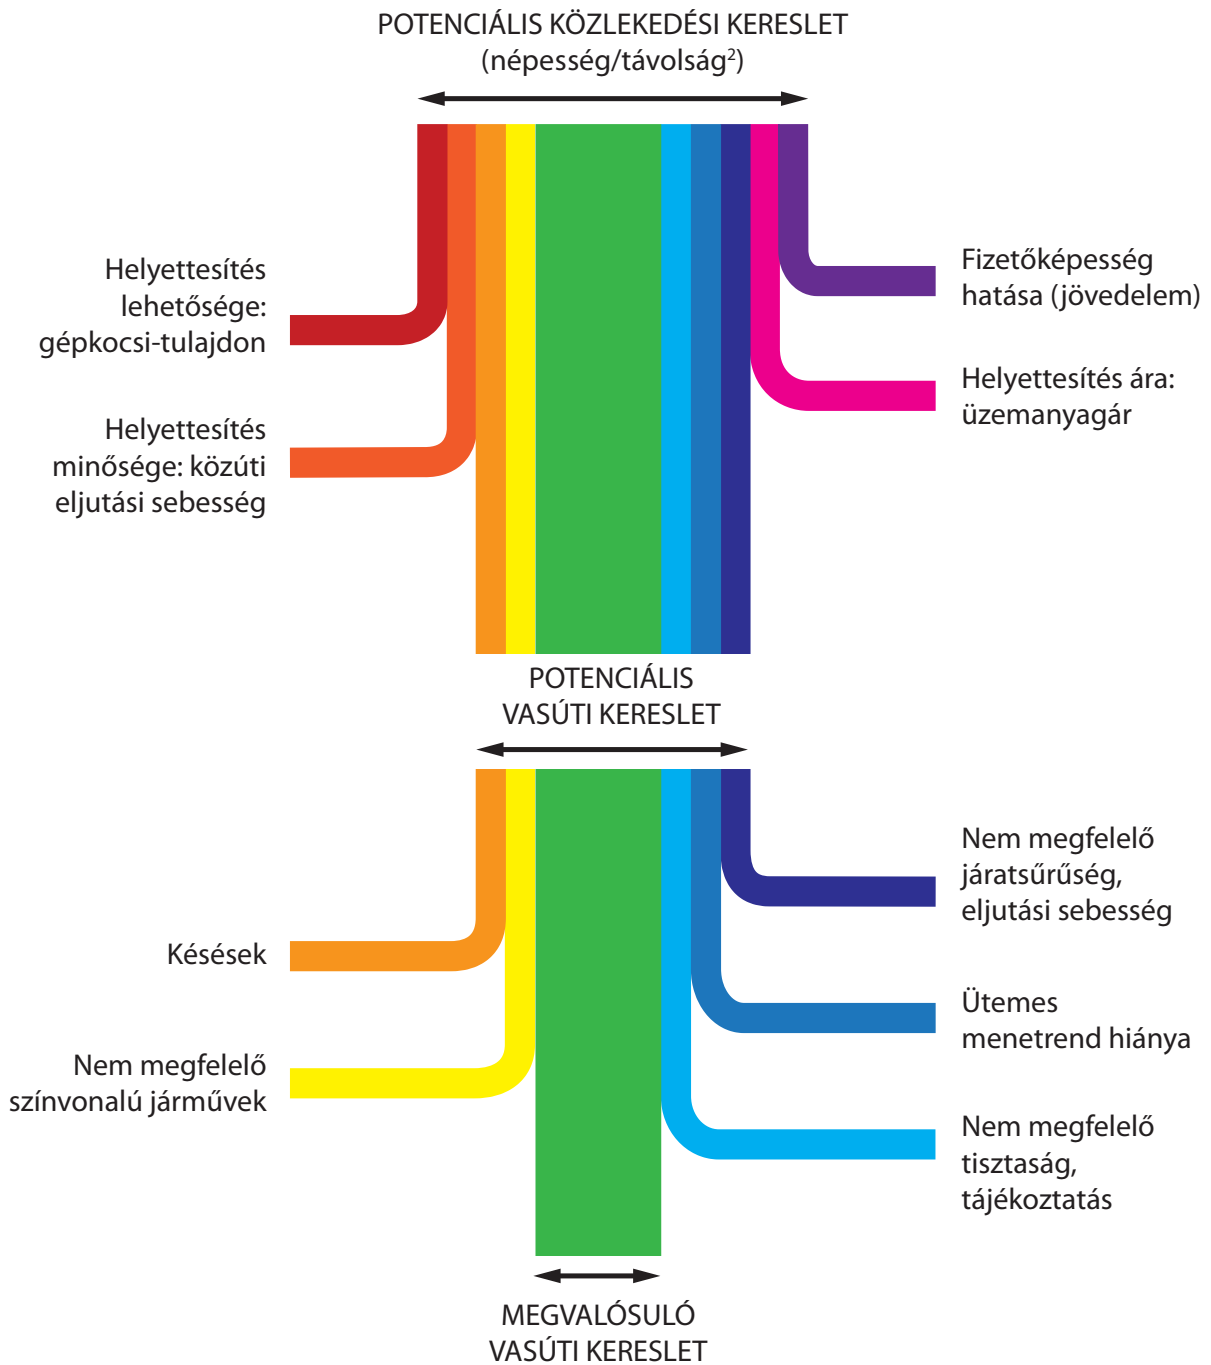 POTENCIÁLIS KÖZLEKEDÉSI KERESLET
(népesség/távolság²)
Helyettesítés
lehetősége:
gépkocsi-tulajdon
Fizetőképesség
hatása (jövedelem)
Helyettesítés ára:
üzemanyagár
Helyettesítés
minősége: közúti
eljutási sebesség
POTENCIÁLIS
VASÚTI KERESLET
Nem megfelelő
járatsűrűség,
eljutási sebesség
Késések
Ütemes
menetrend hiánya
Nem megfelelő
színvonalú járművek
Nem megfelelő
tisztaság,
tájékoztatás
MEGVALÓSULÓ
VASÚTI KERESLET